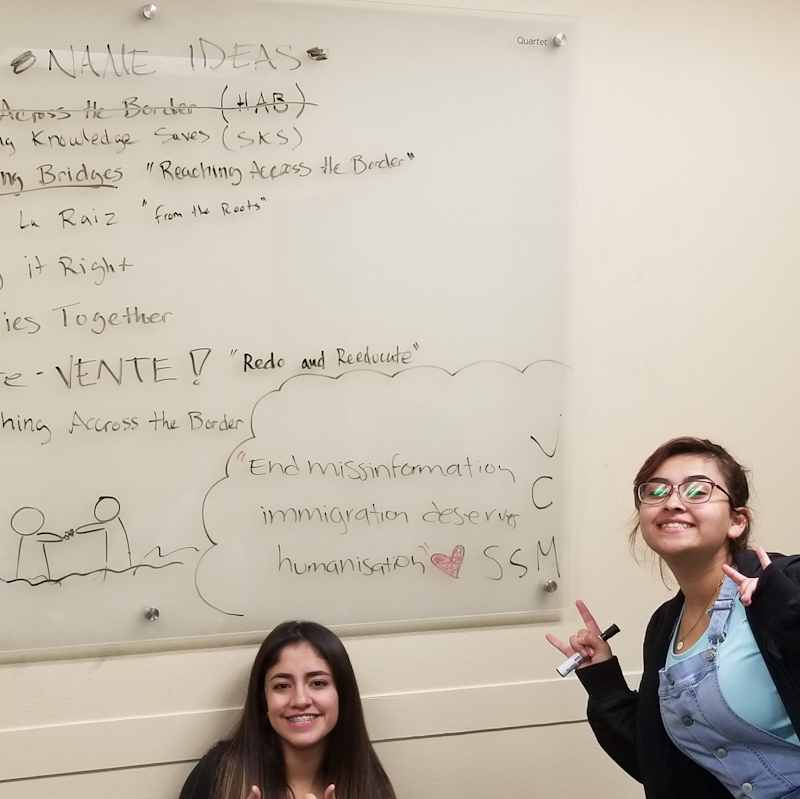 NAME IDEAS
Quartet
Across the Border (HAB)
ng Knowledge Saves (SKS)
ng Bridges "Reaching Across the Border"
La Raiz "from the Roots"
it Right
ies Together
e-VENTE! "Redo and Reeducate"
hing Accross the Border
"End missinformation
immigration deserves
humanisation"
V
C
SSM